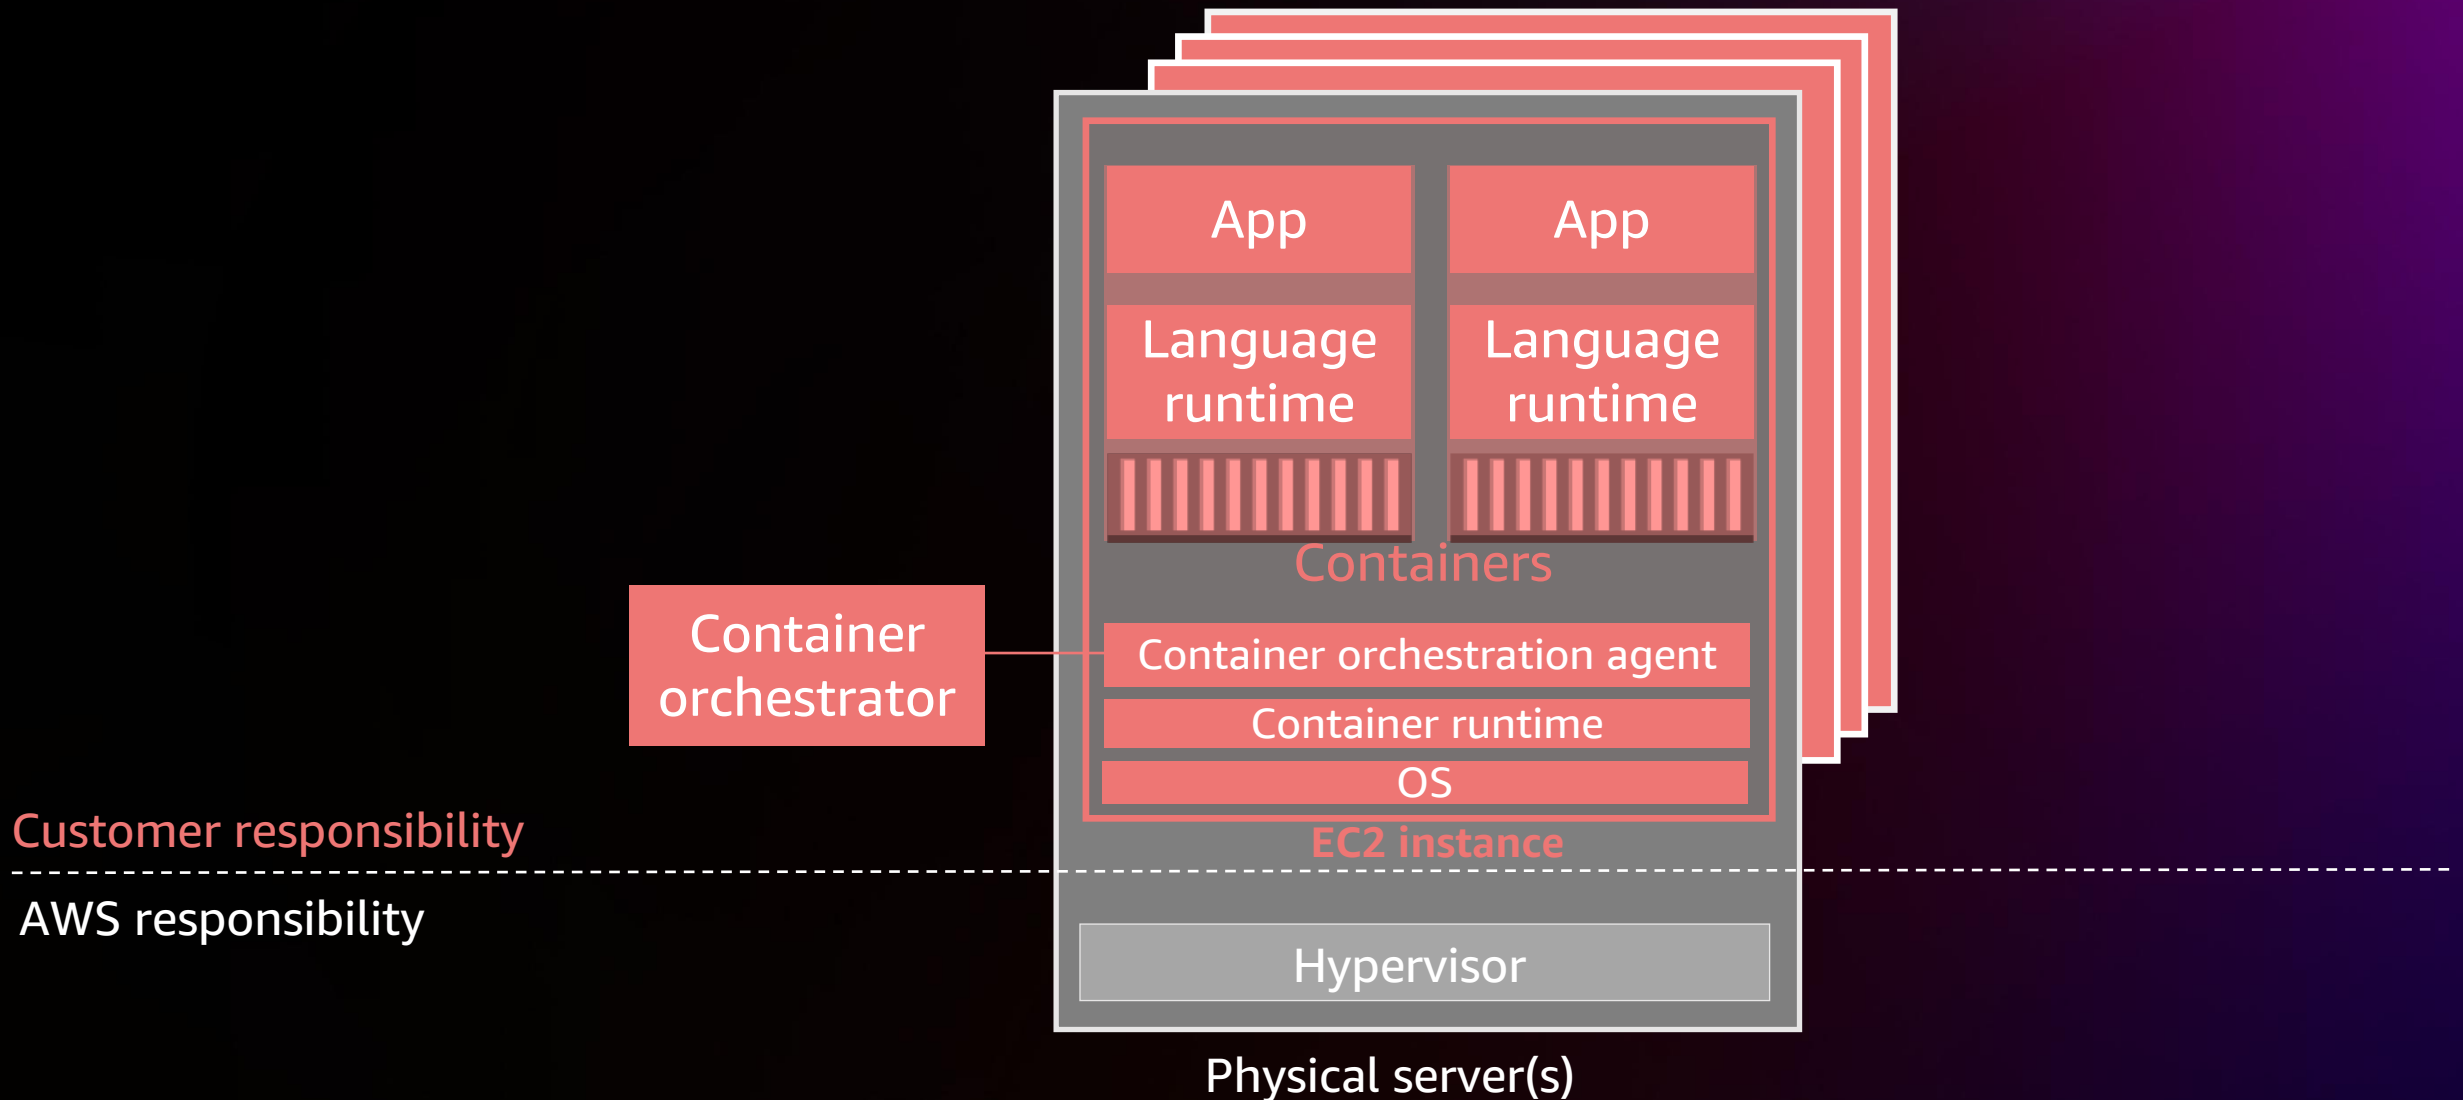 App
App
Language
runtime
Language
runtime
Containers
Container
orchestrator
Container orchestration agent
Container runtime
OS
EC2 instance
Customer responsibility
AWS responsibility
Hypervisor
Physical server(s)